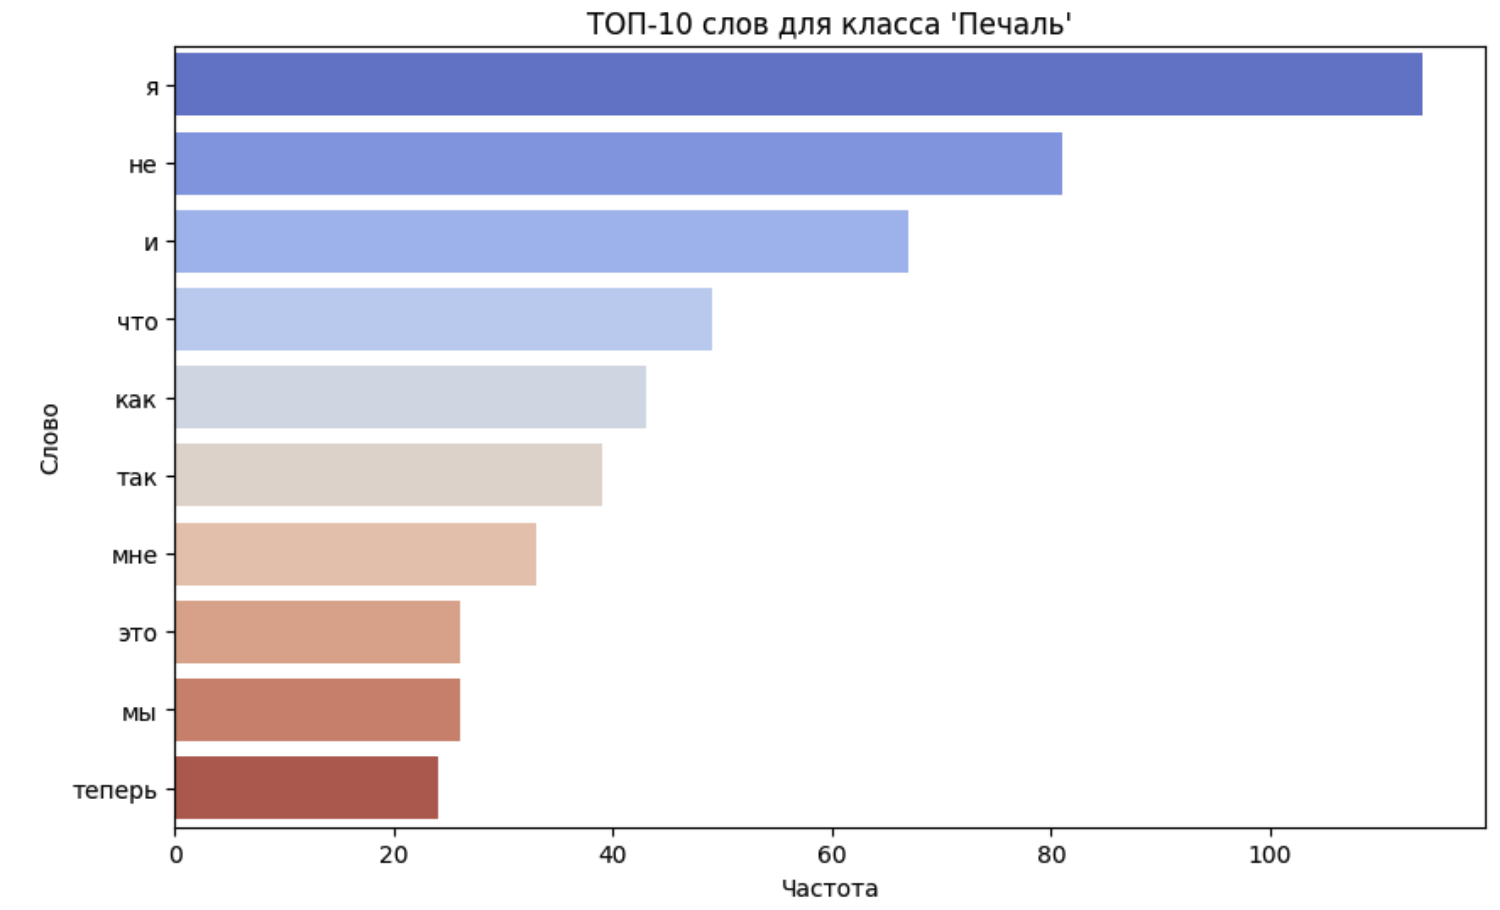 ТОП-10 слов для класса 'Печаль'
я
не
и
что
как
так
мне
это
мы
теперь
Слово
0 20 40 60 80 100
Частота